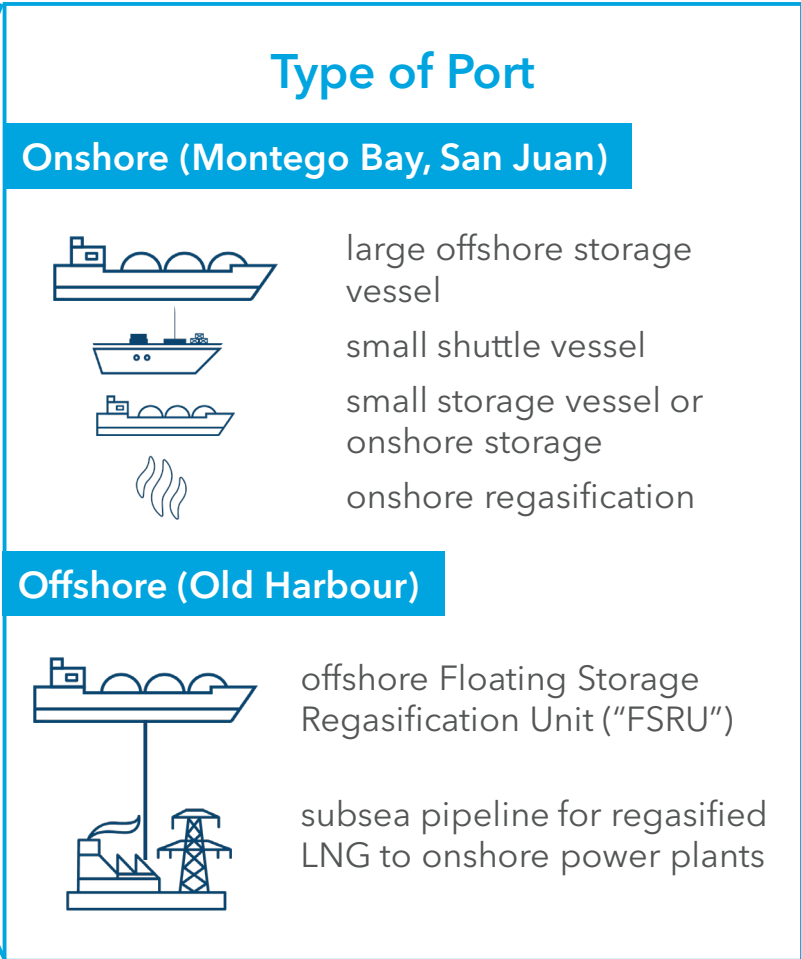 Type of Port
Onshore (Montego Bay, San Juan)
large offshore storage
vessel
small shuttle vessel
small storage vessel or
onshore storage
onshore regasification
Offshore (Old Harbour)
offshore Floating Storage
Regasification Unit (“FSRU”)
subsea pipeline for regasified
LNG to onshore power plants